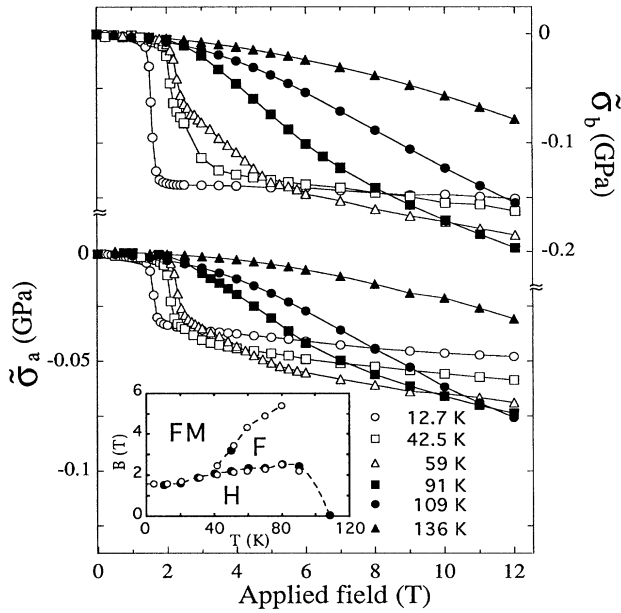 0
-0.1
-0.2
σ̃b (GPa)
0
-0.05
-0.1
σ̃a (GPa)
6
4
2
0
B (T)
FM
F
H
0
40
80
120
T (K)
12.7 K
42.5 K
59 K
91 K
109 K
136 K
0
2
4
6
8
10
12
Applied field (T)